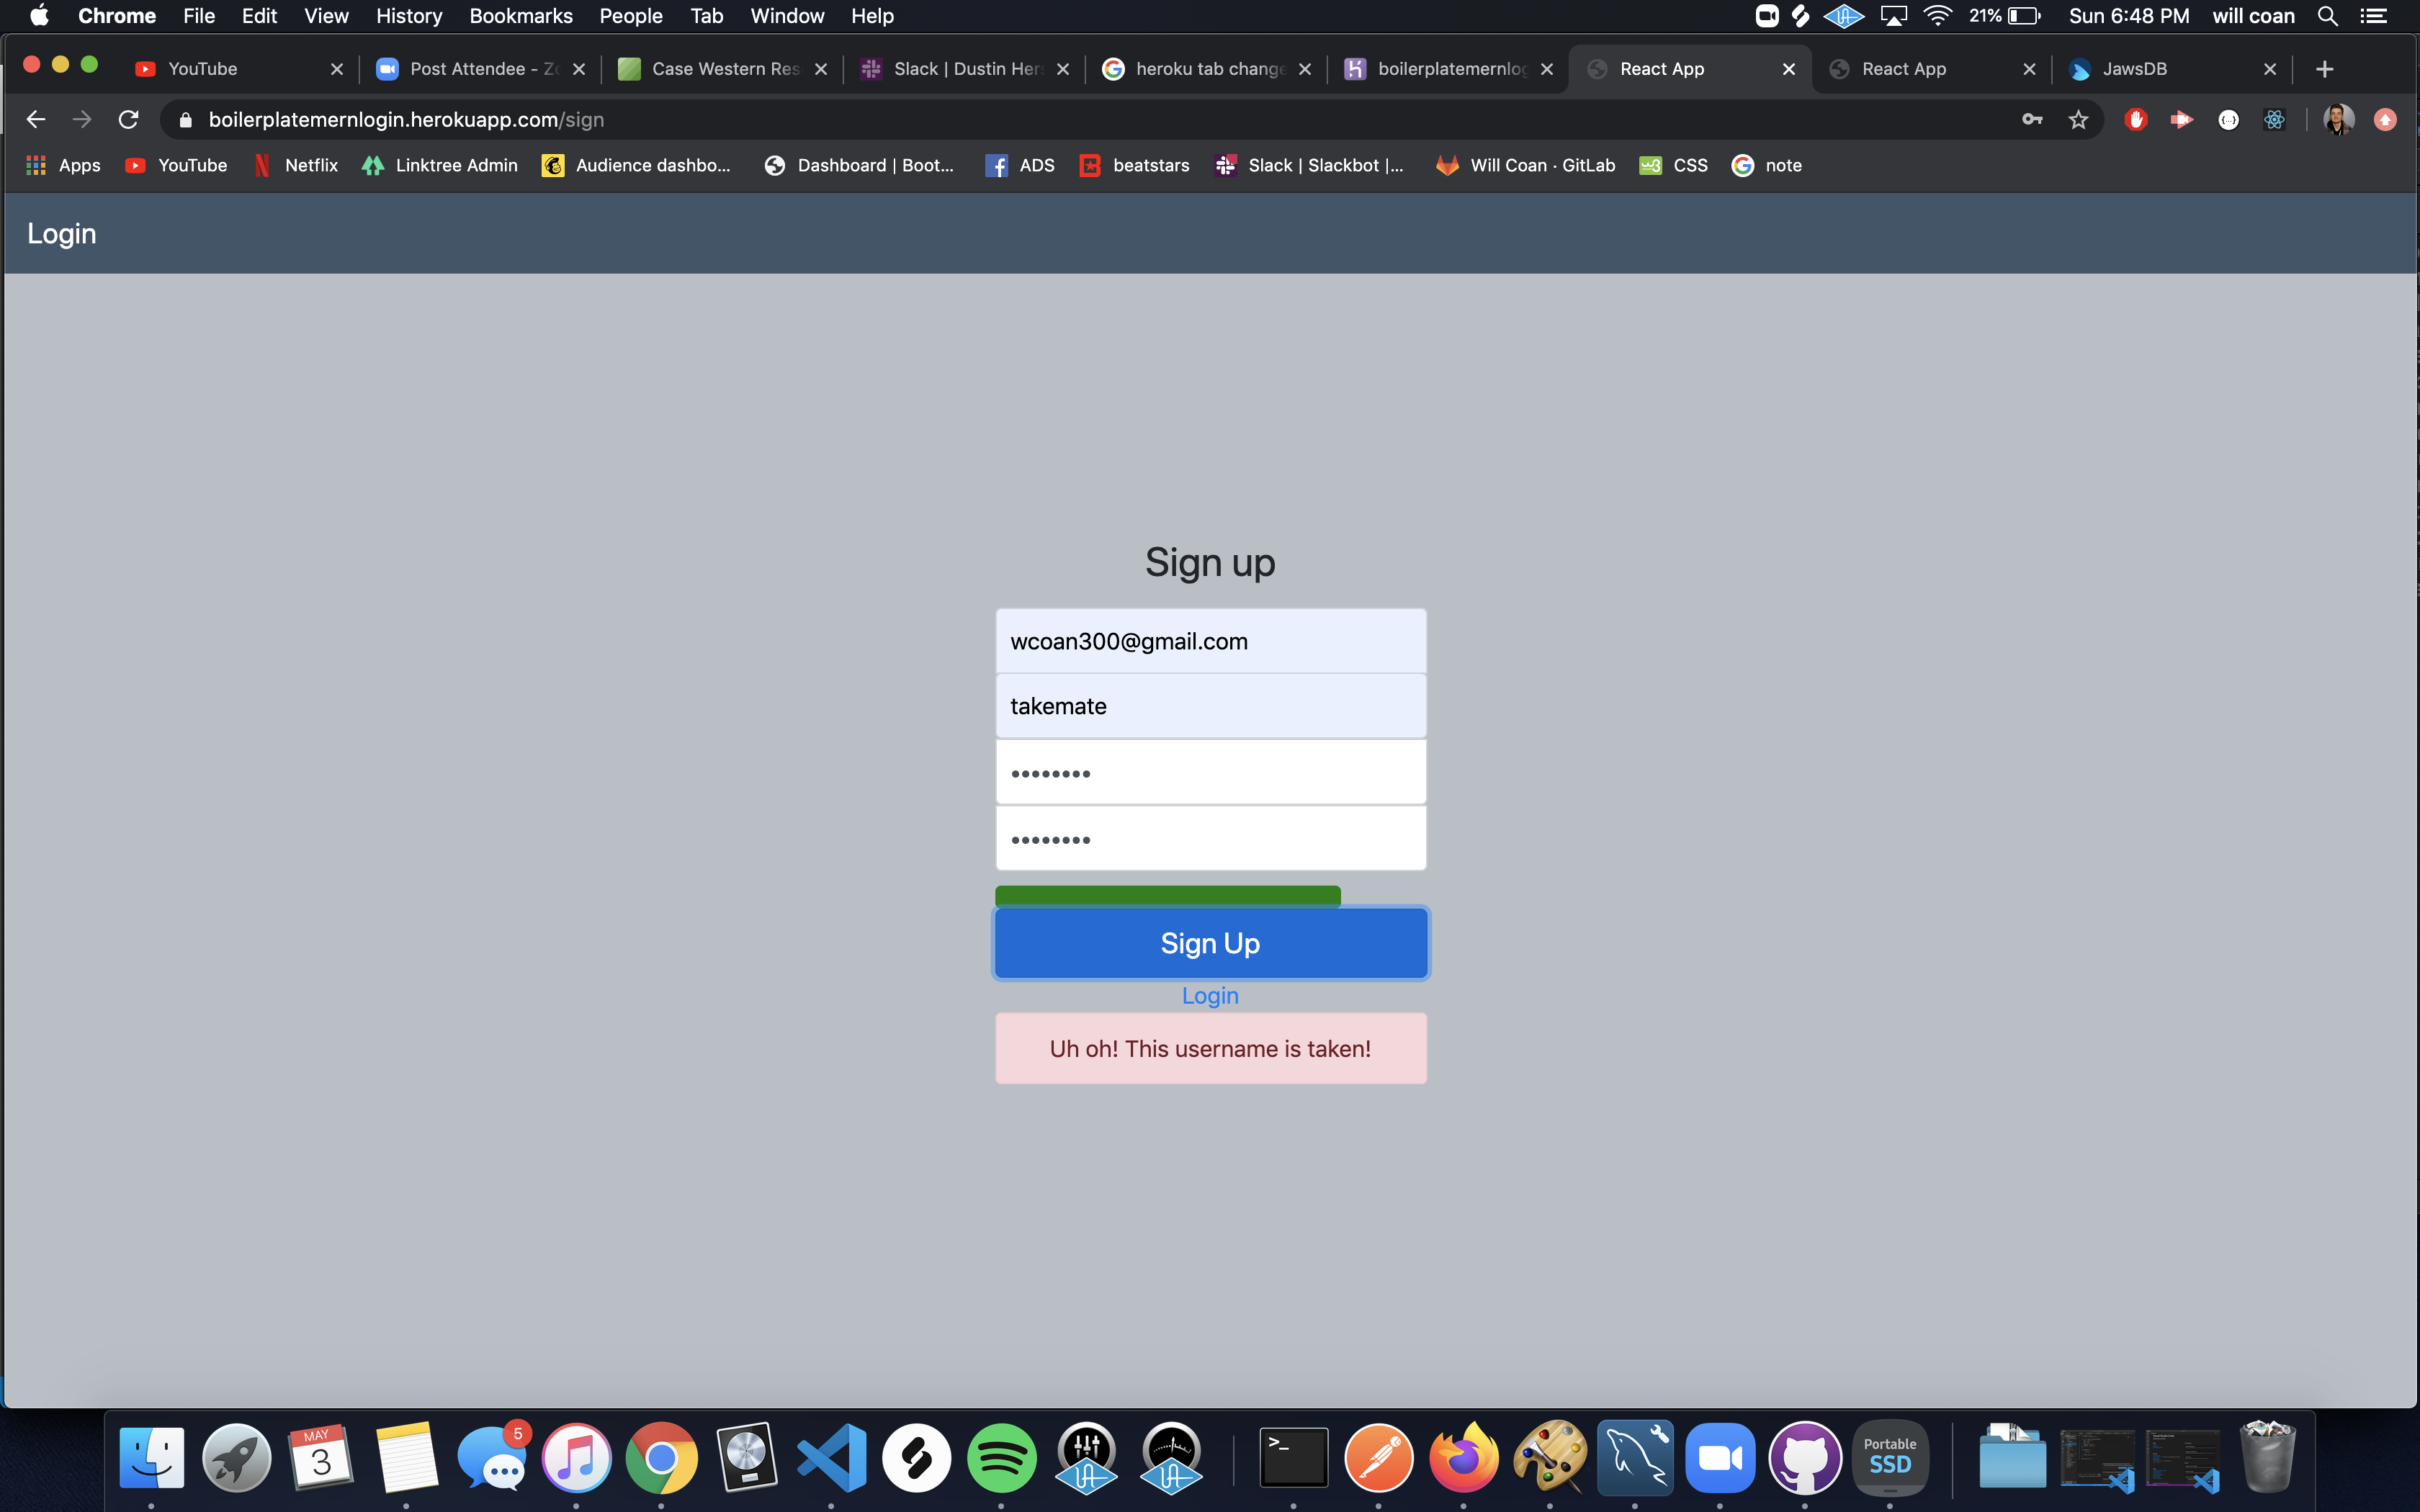 Chrome File Edit View History Bookmarks People Tab Window Help 21% Sun 6:48 PM will coan
YouTube Post Attendee - Zo Case Western Res Slack | Dustin Hers heroku tab change boilerplatemernlog React App React App JawsDB
boilerplatemernlogin.herokuapp.com/sign
Apps YouTube Netflix Linktree Admin Audience dashbo... Dashboard | Boot... ADS beatstars Slack | Slackbot |... Will Coan · GitLab CSS note
Login
Sign up
wcoan300@gmail.com
takemate
••••••••
••••••••
Sign Up
Login
Uh oh! This username is taken!
MAY
3
5
Portable
SSD